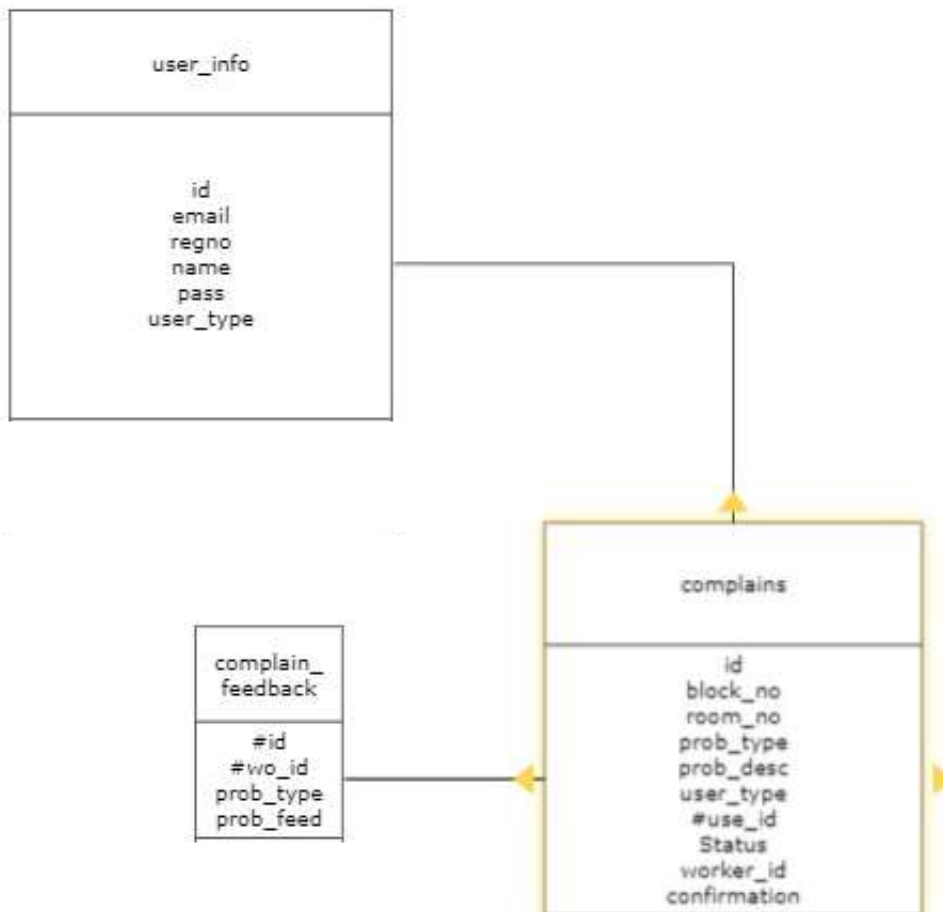 user_info
id
email
regno
name
pass
user_type
complains
id
block_no
room_no
prob_type
prob_desc
user_type
#use_id
Status
worker_id
confirmation
complain_
feedback
#id
#wo_id
prob_type
prob_feed